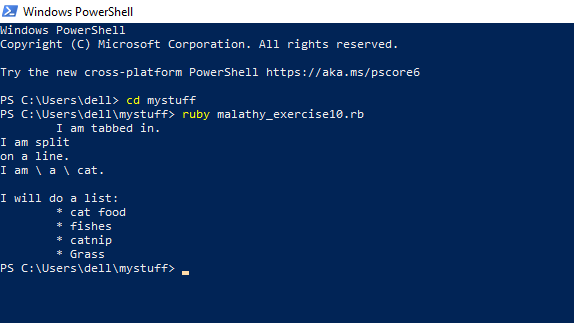 Windows PowerShell
Windows PowerShell
Copyright (C) Microsoft Corporation. All rights reserved.
Try the new cross-platform PowerShell https://aka.ms/pscore6
PS C:\Users\dell> cd mystuff
PS C:\Users\dell\mystuff> ruby malathy_exercise10.rb
        I am tabbed in.
I am split
on a line.
I am \ a \ cat.
I will do a list:
        * cat food
        * fishes
        * catnip
        * Grass
PS C:\Users\dell\mystuff>